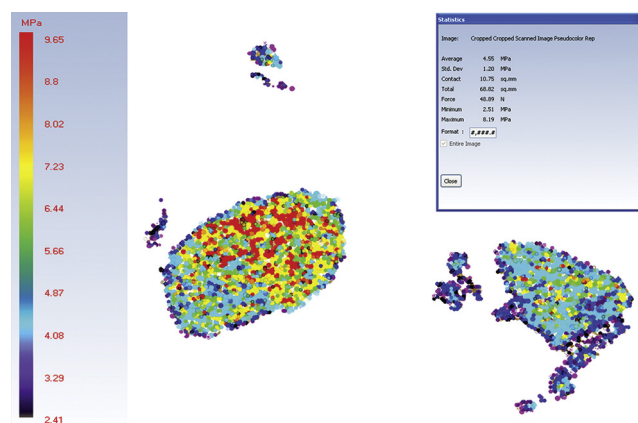 MPa
9.65
8.8
8.02
7.23
6.44
5.66
4.87
4.08
3.29
2.41
Statistics
Image: Cropped Cropped Scanned Image Pseudocolor Rep
Average 4.55 MPa
Std. Dev 1.20 MPa
Contact 10.75 sq.mm
Total 68.82 sq.mm
Force 48.89 N
Minimum 2.51 MPa
Maximum 8.19 MPa
Format : #,###.#
Entire Image
Close